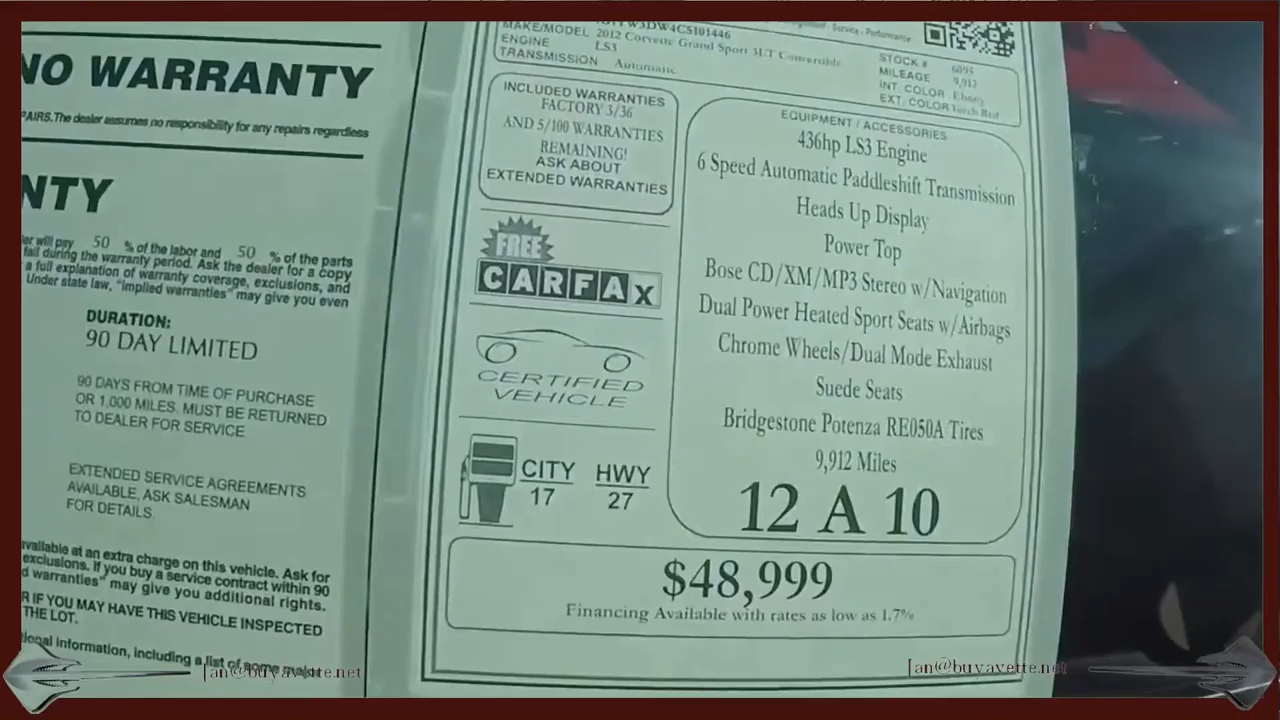 NO WARRANTY
PAIRS. The dealer assumes no responsibility for any repairs regardless
NTY
ler will pay 50 % of the labor and 50 % of the parts
fail during the warranty period. Ask the dealer for a copy
a full explanation of warranty coverage, exclusions, and
Under state law, "implied warranties" may give you even
DURATION:
90 DAY LIMITED
90 DAYS FROM TIME OF PURCHASE
OR 1,000 MILES, MUST BE RETURNED
TO DEALER FOR SERVICE
EXTENDED SERVICE AGREEMENTS
AVAILABLE, ASK SALESMAN
FOR DETAILS.
available at an extra charge on this vehicle. Ask for
exclusions. If you buy a service contract within 90
d warranties" may give you additional rights.
R IF YOU MAY HAVE THIS VEHICLE INSPECTED
THE LOT.
tional information, including a list of some major
Service - Performance
MAKE/MODEL 2012 Corvette Grand Sport 3LT Convertible
ENGINE LS3
TRANSMISSION Automatic
STOCK # 6095
MILEAGE 9,912
INT. COLOR Ebony
EXT. COLOR Torch Red
INCLUDED WARRANTIES
FACTORY 3/36
AND 5/100 WARRANTIES
REMAINING!
ASK ABOUT
EXTENDED WARRANTIES
FREE
CARFAX
CERTIFIED
VEHICLE
CITY HWY
17 27
EQUIPMENT / ACCESSORIES
436hp LS3 Engine
6 Speed Automatic Paddleshift Transmission
Heads Up Display
Power Top
Bose CD/XM/MP3 Stereo w/Navigation
Dual Power Heated Sport Seats w/Airbags
Chrome Wheels/Dual Mode Exhaust
Suede Seats
Bridgestone Potenza RE050A Tires
9,912 Miles
12 A 10
$48,999
Financing Available with rates as low as 1.7%
Jan@buyavette.net
Jan@buyavette.net